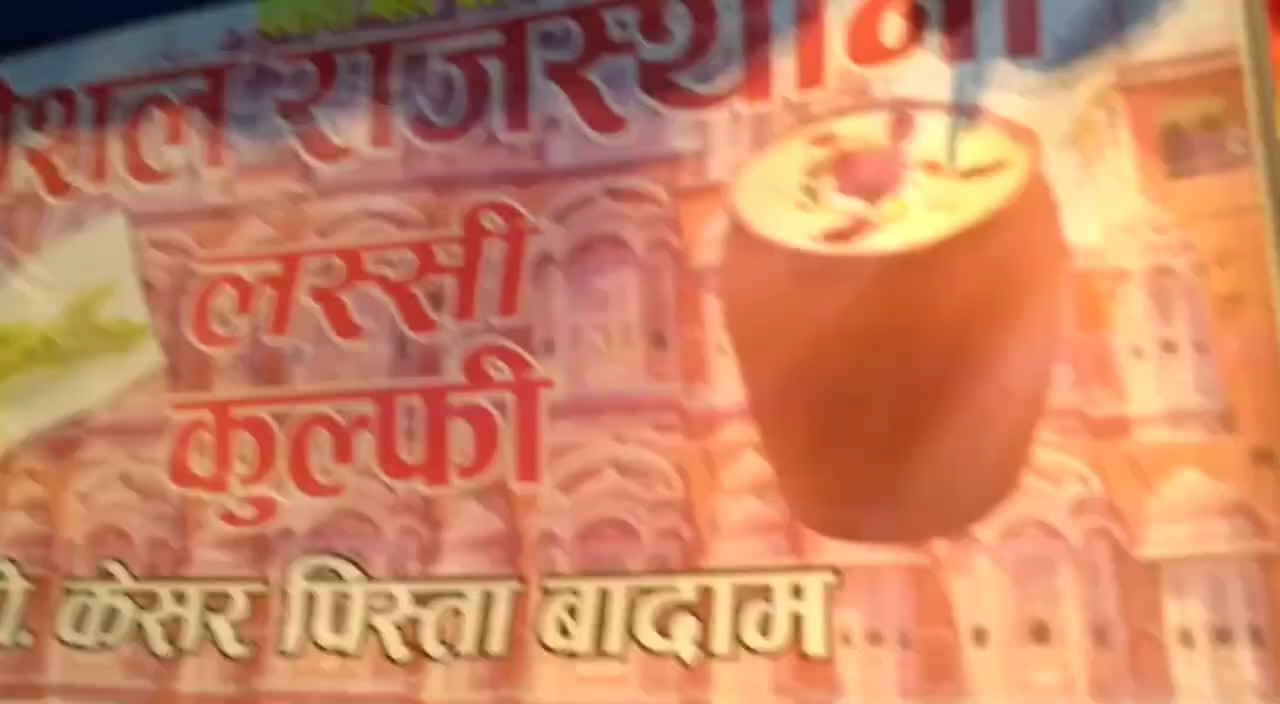 राजस्थानी
लस्सी
कुल्फी
केसर पिस्ता बादाम